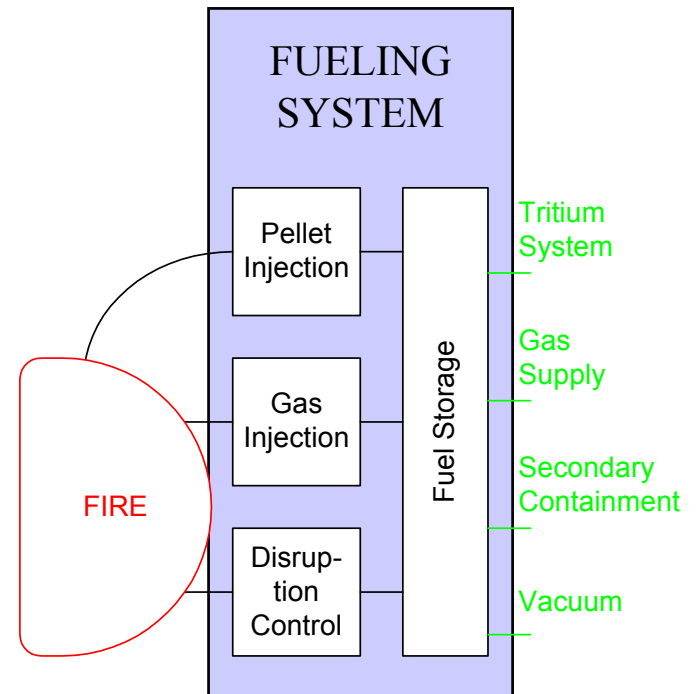 FUELING
SYSTEM
Pellet
Injection
Gas
Injection
Disrup-
tion
Control
Fuel Storage
FIRE
Tritium
System
Gas
Supply
Secondary
Containment
Vacuum